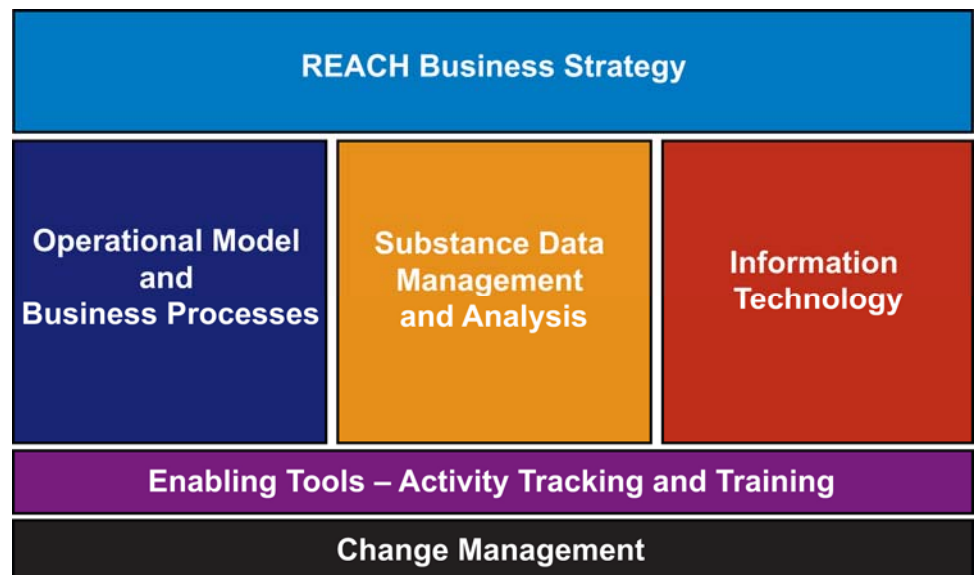 REACH Business Strategy
Operational Model
and
Business Processes
Substance Data
Management
and Analysis
Information
Technology
Enabling Tools – Activity Tracking and Training
Change Management